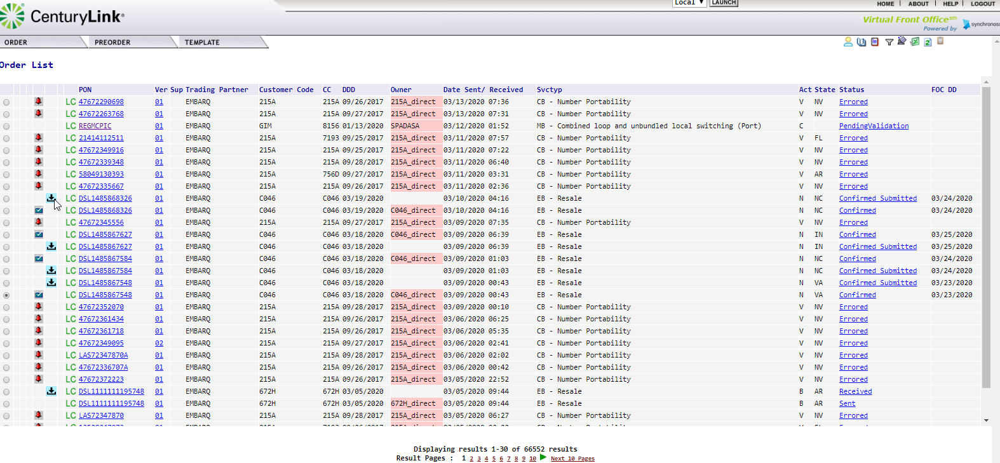 Local LAUNCH
HOME | ABOUT | HELP | LOGOUT
CenturyLink®
Virtual Front Office℠
Powered by synchronoss
ORDER PREORDER TEMPLATE
Order List
PON Ver Sup Trading Partner Customer Code CC DDD Owner Date Sent/ Received Svctyp Act State Status FOC DD
LC 47672290698 01 EMBARQ 215A 215A 09/26/2017 215A_direct 03/13/2020 07:36 CB - Number Portability V NV Errored
LC 47672263768 01 EMBARQ 215A 215A 09/27/2017 215A_direct 03/13/2020 07:31 CB - Number Portability V NV Errored
LC REGMCPIC 01 EMBARQ GIM 8156 01/13/2020 SPADASA 03/12/2020 01:52 MB - Combined loop and unbundled local switching (Port) C PendingValidation
LC 21414112511 01 EMBARQ 215A 7193 09/25/2017 215A_direct 03/11/2020 07:57 CB - Number Portability V FL Errored
LC 47672349916 01 EMBARQ 215A 215A 09/25/2017 215A_direct 03/11/2020 07:22 CB - Number Portability V NV Errored
LC 47672339348 01 EMBARQ 215A 215A 09/28/2017 215A_direct 03/11/2020 06:40 CB - Number Portability V NV Errored
LC 58049130393 01 EMBARQ 215A 756D 09/27/2017 215A_direct 03/11/2020 03:31 CB - Number Portability V AR Errored
LC 47672335667 01 EMBARQ 215A 215A 09/26/2017 215A_direct 03/11/2020 02:36 CB - Number Portability V NV Errored
LC DSL1485868326 01 EMBARQ C046 C046 03/19/2020 03/10/2020 04:16 EB - Resale N NC Confirmed Submitted 03/24/2020
LC DSL1485868326 01 EMBARQ C046 C046 03/19/2020 C046_direct 03/10/2020 04:16 EB - Resale N NC Confirmed 03/24/2020
LC 47672345556 01 EMBARQ 215A 215A 09/27/2017 215A_direct 03/09/2020 07:35 CB - Number Portability V NV Errored
LC DSL1485867627 01 EMBARQ C046 C046 03/18/2020 C046_direct 03/09/2020 06:39 EB - Resale N IN Confirmed 03/25/2020
LC DSL1485867627 01 EMBARQ C046 C046 03/18/2020 03/09/2020 06:39 EB - Resale N IN Confirmed Submitted 03/25/2020
LC DSL1485867584 01 EMBARQ C046 C046 03/18/2020 C046_direct 03/09/2020 01:03 EB - Resale N NC Confirmed 03/24/2020
LC DSL1485867584 01 EMBARQ C046 C046 03/18/2020 03/09/2020 01:03 EB - Resale N NC Confirmed Submitted 03/24/2020
LC DSL1485867548 01 EMBARQ C046 C046 03/18/2020 03/09/2020 00:43 EB - Resale N VA Confirmed Submitted 03/23/2020
LC DSL1485867548 01 EMBARQ C046 C046 03/18/2020 C046_direct 03/09/2020 00:43 EB - Resale N VA Confirmed 03/23/2020
LC 47672352070 01 EMBARQ 215A 215A 09/28/2017 215A_direct 03/09/2020 00:10 CB - Number Portability V NV Errored
LC 47672361434 01 EMBARQ 215A 215A 09/26/2017 215A_direct 03/06/2020 06:25 CB - Number Portability V NV Errored
LC 47672361718 01 EMBARQ 215A 215A 09/26/2017 215A_direct 03/06/2020 05:35 CB - Number Portability V NV Errored
LC 47672349095 02 EMBARQ 215A 215A 09/27/2017 215A_direct 03/06/2020 02:41 CB - Number Portability V NV Errored
LC LAS72347870A 01 EMBARQ 215A 215A 09/28/2017 215A_direct 03/06/2020 02:02 CB - Number Portability V NV Errored
LC 47672336707A 01 EMBARQ 215A 215A 09/26/2017 215A_direct 03/06/2020 00:42 CB - Number Portability V NV Errored
LC 47672372223 01 EMBARQ 215A 215A 09/26/2017 215A_direct 03/05/2020 22:52 CB - Number Portability V NV Errored
LC DSL1111111195748 01 EMBARQ 672H 672H 03/05/2020 03/05/2020 09:44 EB - Resale B AR Received
LC DSL1111111195748 01 EMBARQ 672H 672H 03/05/2020 672H_direct 03/05/2020 09:44 EB - Resale B AR Sent
LC LAS72347870 01 EMBARQ 215A 215A 09/28/2017 215A_direct 03/05/2020 06:27 CB - Number Portability V NV Errored
Displaying results 1-30 of 66552 results
Result Pages : 1 2 3 4 5 6 7 8 9 10 Next 10 Pages